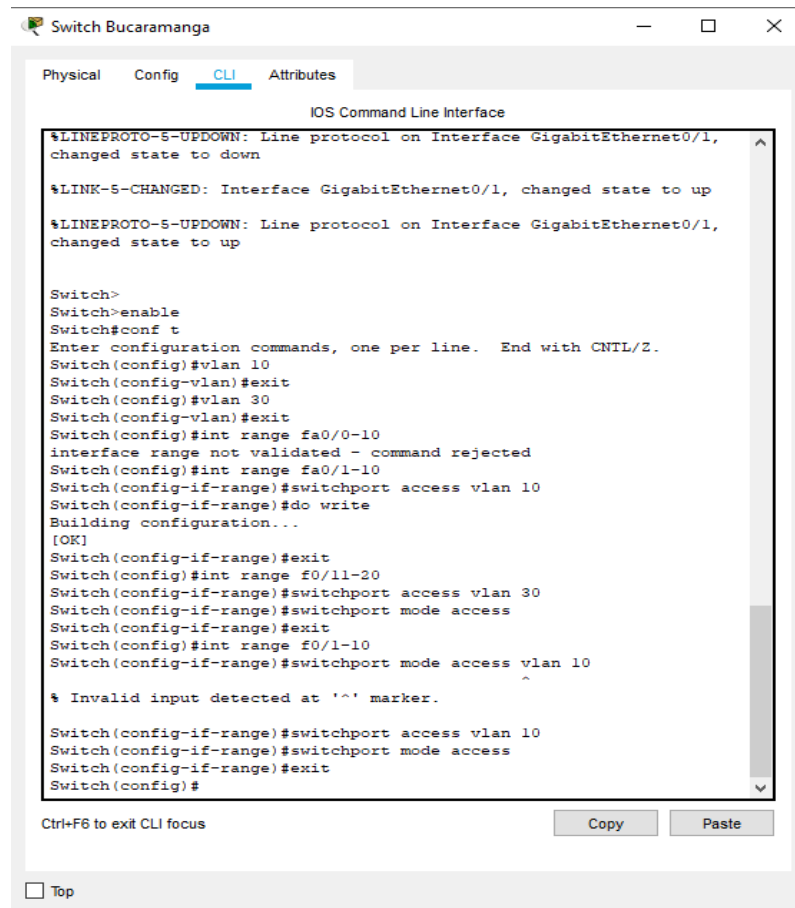 Switch Bucaramanga
Physical Config CLI Attributes
IOS Command Line Interface
%LINEPROTO-5-UPDOWN: Line protocol on Interface GigabitEthernet0/1,
changed state to down
%LINK-5-CHANGED: Interface GigabitEthernet0/1, changed state to up
%LINEPROTO-5-UPDOWN: Line protocol on Interface GigabitEthernet0/1,
changed state to up
Switch>
Switch>enable
Switch#conf t
Enter configuration commands, one per line.  End with CNTL/Z.
Switch(config)#vlan 10
Switch(config-vlan)#exit
Switch(config)#vlan 30
Switch(config-vlan)#exit
Switch(config)#int range fa0/0-10
interface range not validated - command rejected
Switch(config)#int range fa0/1-10
Switch(config-if-range)#switchport access vlan 10
Switch(config-if-range)#do write
Building configuration...
[OK]
Switch(config-if-range)#exit
Switch(config)#int range f0/11-20
Switch(config-if-range)#switchport access vlan 30
Switch(config-if-range)#switchport mode access
Switch(config-if-range)#exit
Switch(config)#int range f0/1-10
Switch(config-if-range)#switchport mode access vlan 10
^
% Invalid input detected at '^' marker.
Switch(config-if-range)#switchport access vlan 10
Switch(config-if-range)#switchport mode access
Switch(config-if-range)#exit
Switch(config)#
Ctrl+F6 to exit CLI focus Copy Paste
Top